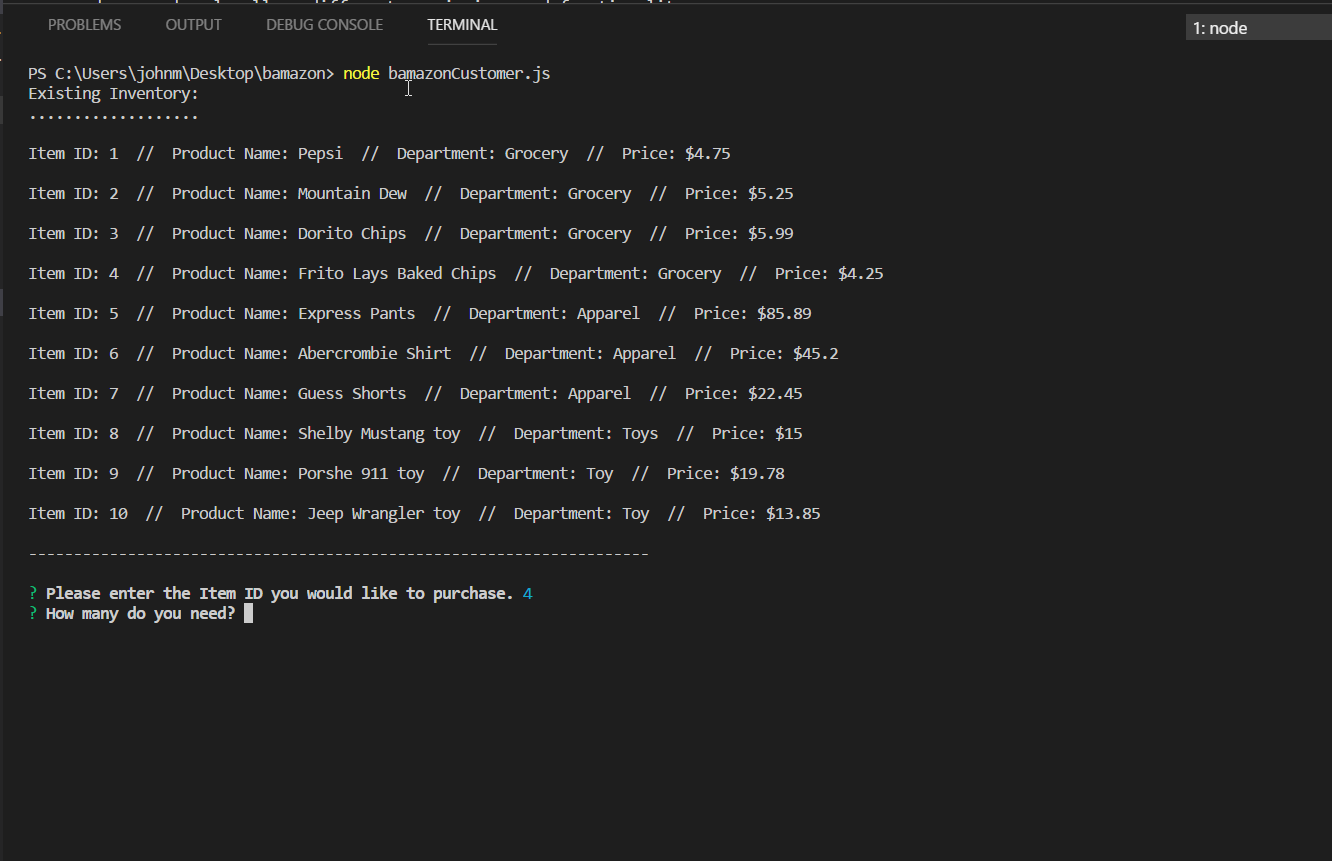 PROBLEMS OUTPUT DEBUG CONSOLE TERMINAL 1: node
PS C:\Users\johnm\Desktop\bamazon> node bamazonCustomer.js
Existing Inventory:
...................
Item ID: 1  //  Product Name: Pepsi  //  Department: Grocery  //  Price: $4.75
Item ID: 2  //  Product Name: Mountain Dew  //  Department: Grocery  //  Price: $5.25
Item ID: 3  //  Product Name: Dorito Chips  //  Department: Grocery  //  Price: $5.99
Item ID: 4  //  Product Name: Frito Lays Baked Chips  //  Department: Grocery  //  Price: $4.25
Item ID: 5  //  Product Name: Express Pants  //  Department: Apparel  //  Price: $85.89
Item ID: 6  //  Product Name: Abercrombie Shirt  //  Department: Apparel  //  Price: $45.2
Item ID: 7  //  Product Name: Guess Shorts  //  Department: Apparel  //  Price: $22.45
Item ID: 8  //  Product Name: Shelby Mustang toy  //  Department: Toys  //  Price: $15
Item ID: 9  //  Product Name: Porshe 911 toy  //  Department: Toy  //  Price: $19.78
Item ID: 10  //  Product Name: Jeep Wrangler toy  //  Department: Toy  //  Price: $13.85
---------------------------------------------------------------------
? Please enter the Item ID you would like to purchase. 4
? How many do you need?